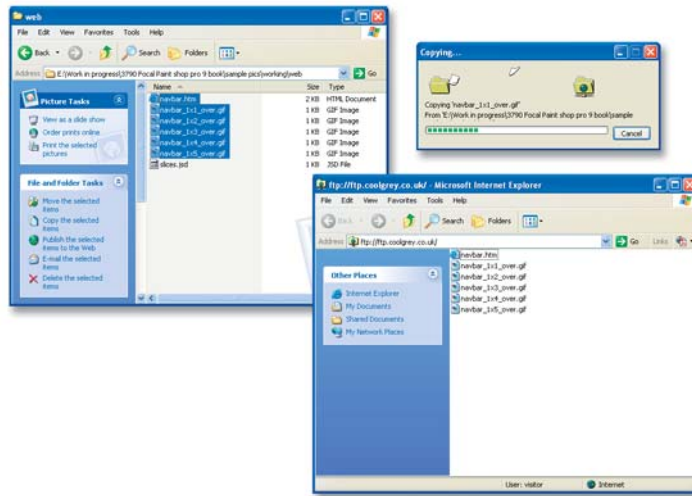 web
File Edit View Favorites Tools Help
Back Search Folders
Address E:\Work in progress\3790 Focal Paint shop pro 9 book\sample pics\working\web Go
Picture Tasks
View as a slide show
Order prints online
Print the selected
pictures
File and Folder Tasks
Move the selected
items
Copy the selected
items
Publish the selected
items to the Web
E-mail the selected
items
Delete the selected
items
Name Size Type
navbar.htm 2 KB HTML Document
navbar_1x1_over.gif 1 KB GIF Image
navbar_1x2_over.gif 1 KB GIF Image
navbar_1x3_over.gif 1 KB GIF Image
navbar_1x4_over.gif 1 KB GIF Image
navbar_1x5_over.gif 1 KB GIF Image
slices.jsd 1 KB JSD File
Copying...
Copying 'navbar_1x1_over.gif'
From 'E:\Work in progress\3790 Focal Paint shop pro 9 book\sample
Cancel
ftp://ftp.coolgrey.co.uk/ - Microsoft Internet Explorer
File Edit View Favorites Tools Help
Back Search Folders
Address ftp://ftp.coolgrey.co.uk/ Go Links
Other Places
Internet Explorer
My Documents
Shared Documents
My Network Places
navbar.htm
navbar_1x1_over.gif
navbar_1x2_over.gif
navbar_1x3_over.gif
navbar_1x4_over.gif
navbar_1x5_over.gif
User: visitor Internet